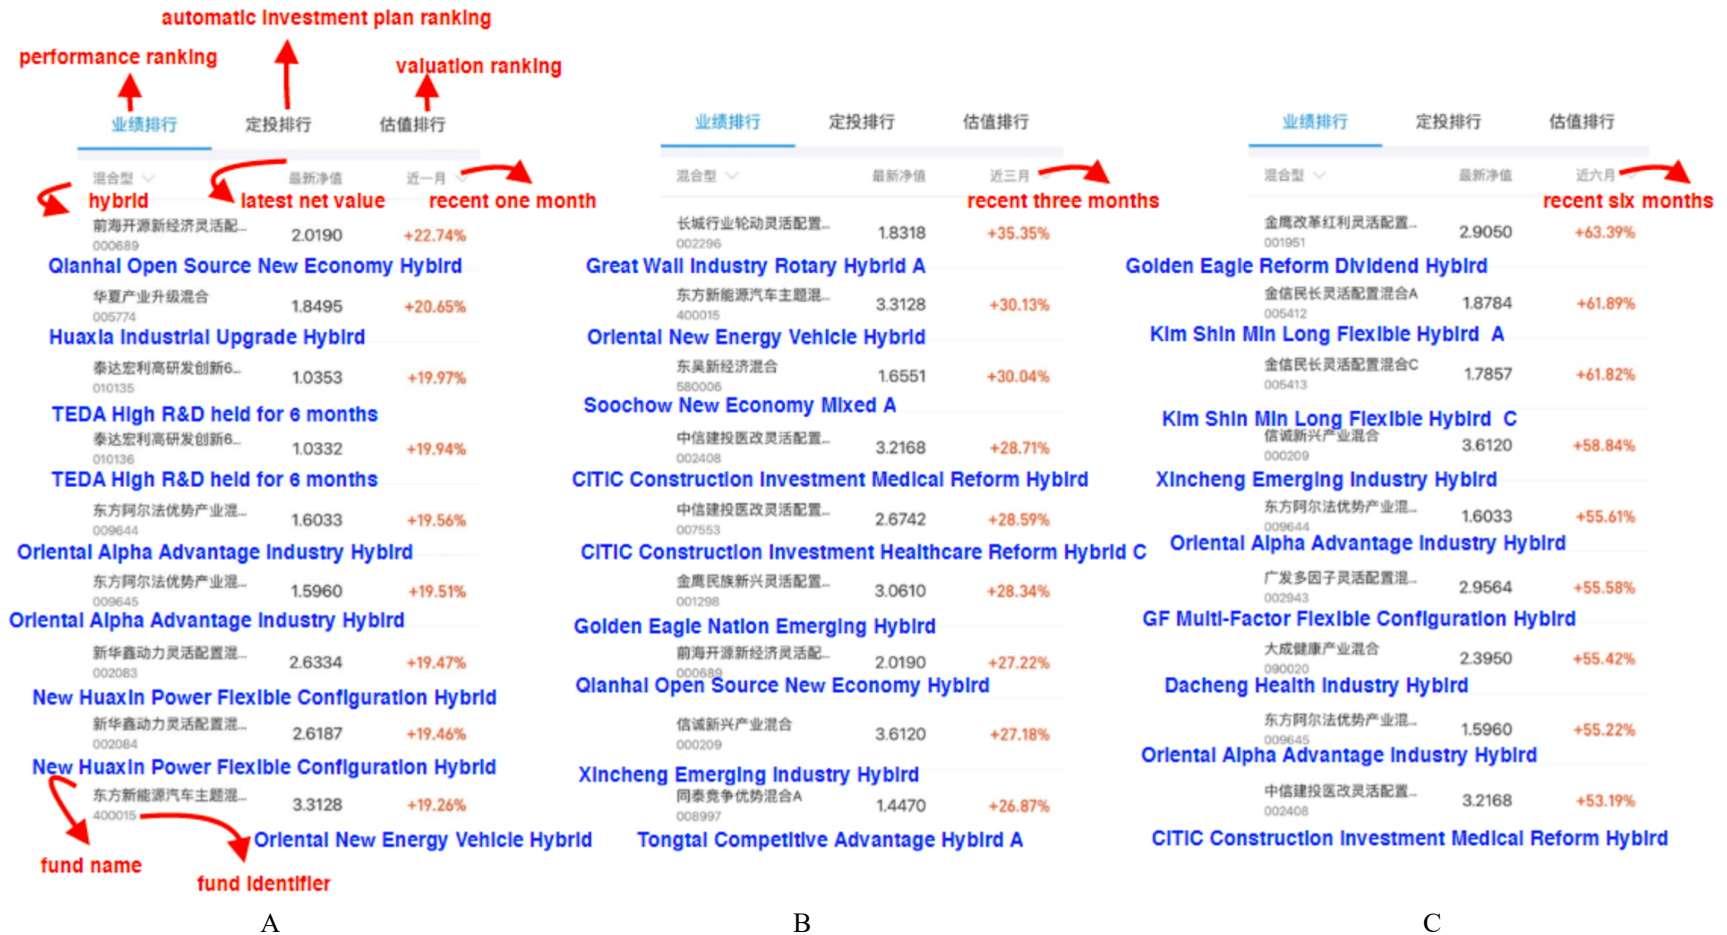 automatic investment plan ranking
performance ranking
valuation ranking
业绩排行 定投排行 估值排行
混合型 最新净值 近一月
hybrid latest net value recent one month
前海开源新经济灵活配... 2.0190 +22.74%
000689
Qianhai Open Source New Economy Hybird
华夏产业升级混合 1.8495 +20.65%
005774
Huaxia Industrial Upgrade Hybird
泰达宏利高研发创新6... 1.0353 +19.97%
010135
TEDA High R&D held for 6 months
泰达宏利高研发创新6... 1.0332 +19.94%
010136
TEDA High R&D held for 6 months
东方阿尔法优势产业混... 1.6033 +19.56%
009644
Oriental Alpha Advantage Industry Hybird
东方阿尔法优势产业混... 1.5960 +19.51%
009645
Oriental Alpha Advantage Industry Hybird
新华鑫动力灵活配置混... 2.6334 +19.47%
002083
New Huaxin Power Flexible Configuration Hybrid
新华鑫动力灵活配置混... 2.6187 +19.46%
002084
New Huaxin Power Flexible Configuration Hybrid
东方新能源汽车主题混... 3.3128 +19.26%
400015
Oriental New Energy Vehicle Hybrid
fund name
fund identifier
A
业绩排行 定投排行 估值排行
混合型 最新净值 近三月
recent three months
长城行业轮动灵活配置... 1.8318 +35.35%
002296
Great Wall Industry Rotary Hybrid A
东方新能源汽车主题混... 3.3128 +30.13%
400015
Oriental New Energy Vehicle Hybrid
东吴新经济混合 1.6551 +30.04%
580006
Soochow New Economy Mixed A
中信建投医改灵活配置... 3.2168 +28.71%
002408
CITIC Construction Investment Medical Reform Hybird
中信建投医改灵活配置... 2.6742 +28.59%
007553
CITIC Construction Investment Healthcare Reform Hybrid C
金鹰民族新兴灵活配置... 3.0610 +28.34%
001298
Golden Eagle Nation Emerging Hybird
前海开源新经济灵活配... 2.0190 +27.22%
000689
Qianhai Open Source New Economy Hybird
信诚新兴产业混合 3.6120 +27.18%
000209
Xincheng Emerging Industry Hybird
同泰竞争优势混合A 1.4470 +26.87%
008997
Tongtai Competitive Advantage Hybird A
B
业绩排行 定投排行 估值排行
混合型 最新净值 近六月
recent six months
金鹰改革红利灵活配置... 2.9050 +63.39%
001951
Golden Eagle Reform Dividend Hybird
金信民长灵活配置混合A 1.8784 +61.89%
005412
Kim Shin Min Long Flexible Hybird A
金信民长灵活配置混合C 1.7857 +61.82%
005413
Kim Shin Min Long Flexible Hybird C
信诚新兴产业混合 3.6120 +58.84%
000209
Xincheng Emerging Industry Hybird
东方阿尔法优势产业混... 1.6033 +55.61%
009644
Oriental Alpha Advantage Industry Hybird
广发多因子灵活配置混... 2.9564 +55.58%
002943
GF Multi-Factor Flexible Configuration Hybird
大成健康产业混合 2.3950 +55.42%
090020
Dacheng Health Industry Hybird
东方阿尔法优势产业混... 1.5960 +55.22%
009645
Oriental Alpha Advantage Industry Hybird
中信建投医改灵活配置... 3.2168 +53.19%
002408
CITIC Construction Investment Medical Reform Hybird
C